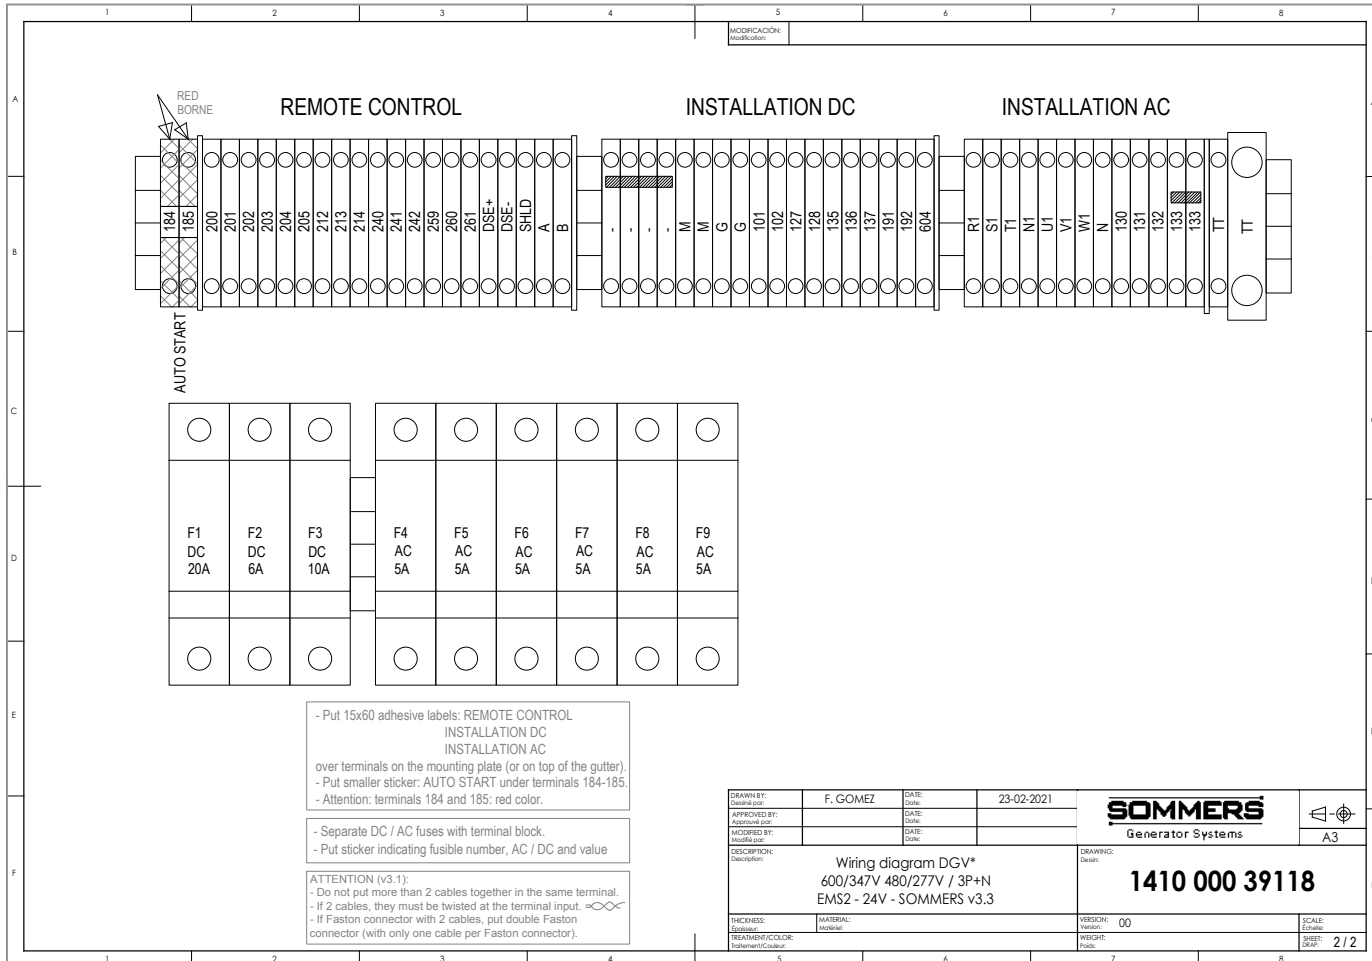 1 2 3 4 5 6 7 8
MODIFICACIÓN:
Modification:
A
RED
BORNE
REMOTE CONTROL
INSTALLATION DC
INSTALLATION AC
B
184 185 200 201 202 203 204 205 212 213 214 240 241 242 259 260 261 DSE+ DSE- SHLD A B
- - - - M M G G 101 102 127 128 135 136 137 191 192 604
R1 S1 T1 N1 U1 V1 W1 N 130 131 132 133 133 TT TT
AUTO START
C
D
F1 F2 F3 F4 F5 F6 F7 F8 F9
DC DC DC AC AC AC AC AC AC
20A 6A 10A 5A 5A 5A 5A 5A 5A
E
- Put 15x60 adhesive labels: REMOTE CONTROL
INSTALLATION DC
INSTALLATION AC
over terminals on the mounting plate (or on top of the gutter).
- Put smaller sticker: AUTO START under terminals 184-185.
- Attention: terminals 184 and 185: red color.
- Separate DC / AC fuses with terminal block.
- Put sticker indicating fusible number, AC / DC and value
F
ATTENTION (v3.1):
- Do not put more than 2 cables together in the same terminal.
- If 2 cables, they must be twisted at the terminal input.
- If Faston connector with 2 cables, put double Faston
connector (with only one cable per Faston connector).
DRAWN BY:
Dessiné par:
F. GOMEZ
DATE:
Date:
23-02-2021
APPROVED BY:
Approuvé par:
DATE:
Date:
MODIFIED BY:
Modifié par:
DATE:
Date:
SOMMERS
Generator Systems
A3
DESCRIPTION:
Description:
Wiring diagram DGV*
600/347V 480/277V / 3P+N
EMS2 - 24V - SOMMERS v3.3
DRAWING:
Dessin:
1410 000 39118
THICKNESS:
Épaisseur:
MATERIAL:
Matériel:
VERSION:
Version:
00
SCALE:
Échelle:
TREATMENT/COLOR:
Traitement/Couleur:
WEIGHT:
Poids:
SHEET:
DRAP:
2 / 2
1 2 3 4 5 6 7 8